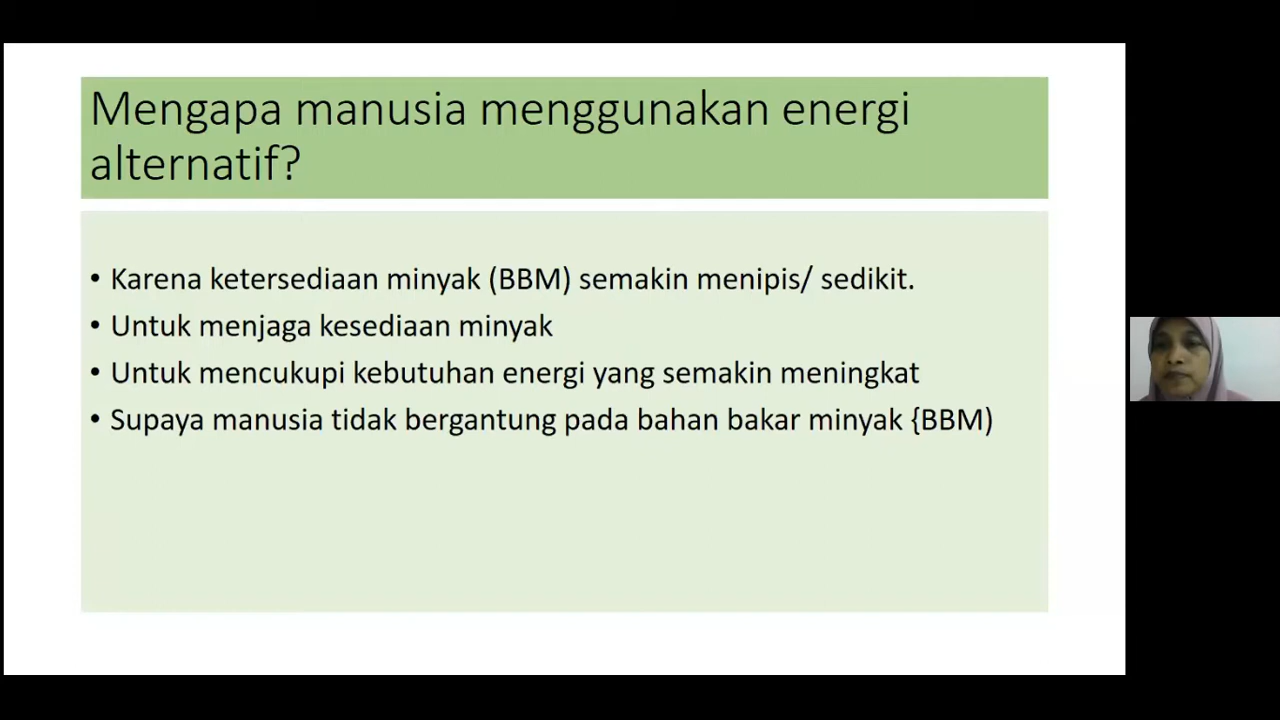 Mengapa manusia menggunakan energi
alternatif?
• Karena ketersediaan minyak (BBM) semakin menipis/ sedikit.
• Untuk menjaga kesediaan minyak
• Untuk mencukupi kebutuhan energi yang semakin meningkat
• Supaya manusia tidak bergantung pada bahan bakar minyak {BBM)